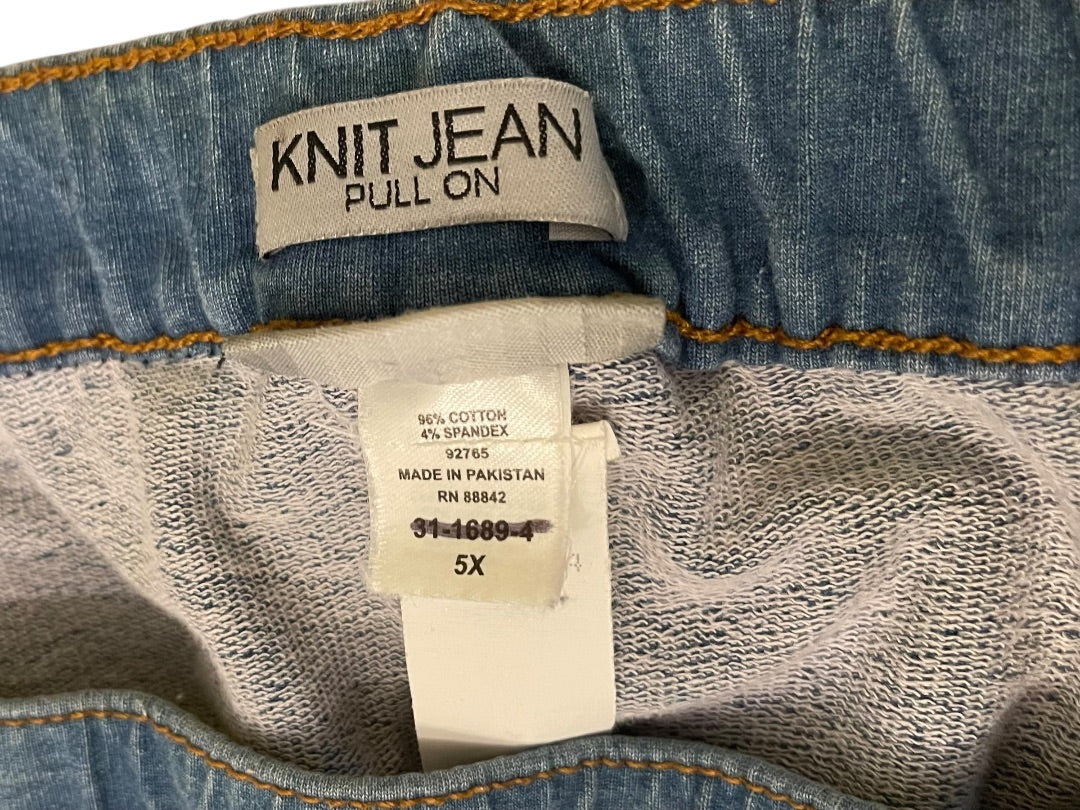 KNIT JEAN
PULL ON
96% COTTON
4% SPANDEX
92765
MADE IN PAKISTAN
RN 88842
31-1689-4
5X